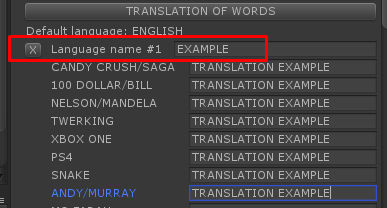 TRANSLATION OF WORDS
Default language: ENGLISH
X Language name #1 EXAMPLE
CANDY CRUSH/SAGA TRANSLATION EXAMPLE
100 DOLLAR/BILL TRANSLATION EXAMPLE
NELSON/MANDELA TRANSLATION EXAMPLE
TWERKING TRANSLATION EXAMPLE
XBOX ONE TRANSLATION EXAMPLE
PS4 TRANSLATION EXAMPLE
SNAKE TRANSLATION EXAMPLE
ANDY/MURRAY TRANSLATION EXAMPLE